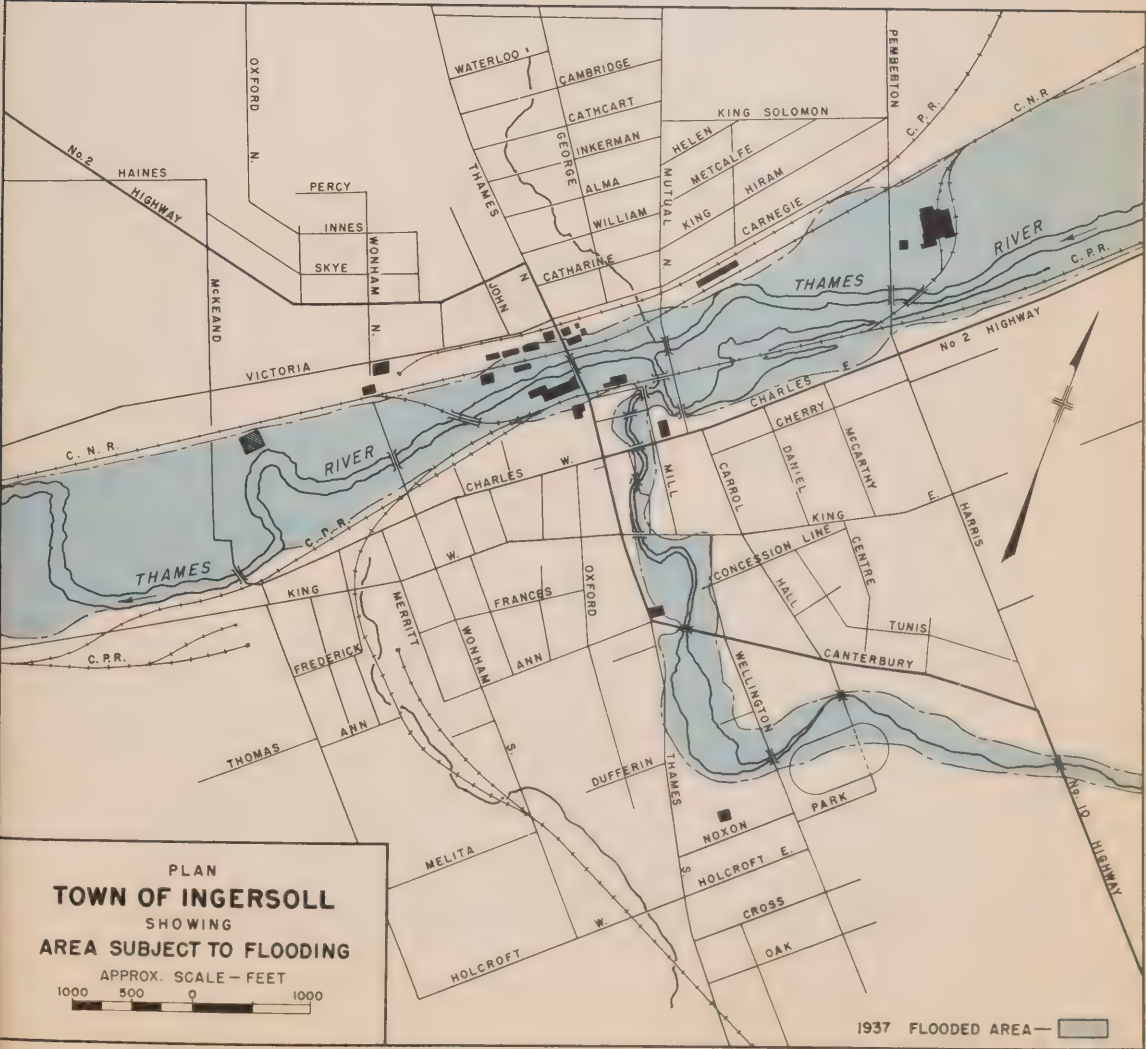 WATERLOO
OXFORD N.
PEMBERTON
CAMBRIDGE
C.P.R.
C.N.R.
CATHCART
KING SOLOMON
GEORGE
INKERMAN
HELEN
No. 2 HIGHWAY
HAINES
THAMES N.
METCALFE
MUTUAL N.
PERCY
ALMA
HIRAM
WILLIAM
KING
CARNEGIE
INNES
WONHAM N.
SKYE
CATHARINE
RIVER
C.P.R.
McKEAND
JOHN
THAMES
No 2 HIGHWAY
VICTORIA
CHARLES E.
CHERRY
C. N. R.
RIVER
CHARLES W.
MILL
CARROL
DANIEL
McCARTHY
KING E.
HARRIS
C. P. R.
CONCESSION LINE
CENTRE
THAMES
KING W.
MERRITT
FRANCES
OXFORD
HALL
TUNIS
C.P.R.
FREDERICK
WONHAM S.
ANN
WELLINGTON
CANTERBURY
ANN
THOMAS
DUFFERIN
THAMES S.
PARK
No. 10 HIGHWAY
NOXON
MELITA
HOLCROFT E.
CROSS
HOLCROFT W.
OAK
PLAN
TOWN OF INGERSOLL
SHOWING
AREA SUBJECT TO FLOODING
APPROX. SCALE – FEET
1000 500 0 1000
1937 FLOODED AREA —